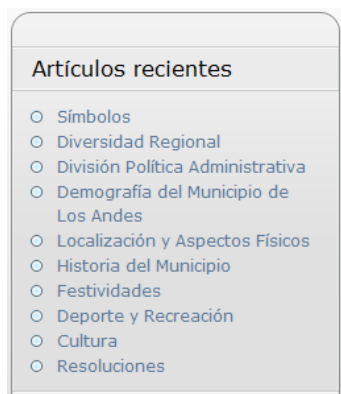 Artículos recientes
Símbolos
Diversidad Regional
División Política Administrativa
Demografía del Municipio de
Los Andes
Localización y Aspectos Físicos
Historia del Municipio
Festividades
Deporte y Recreación
Cultura
Resoluciones